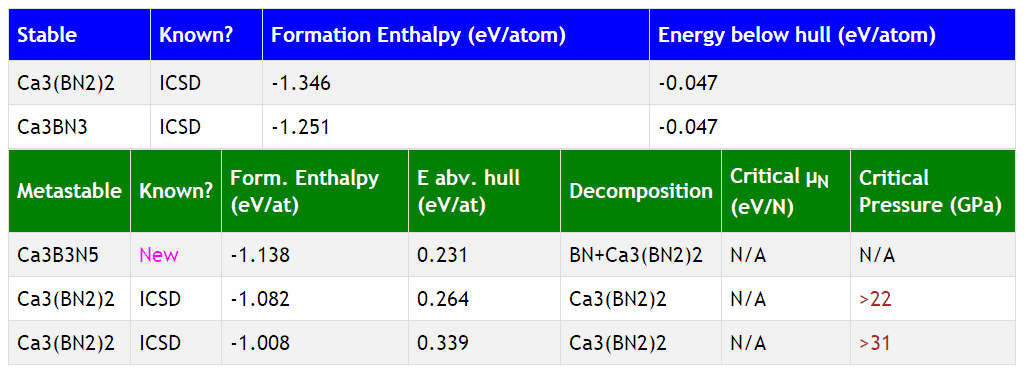 Stable Known? Formation Enthalpy (eV/atom) Energy below hull (eV/atom)
Ca3(BN2)2 ICSD -1.346 -0.047
Ca3BN3 ICSD -1.251 -0.047
Metastable Known? Form. Enthalpy (eV/at) E abv. hull (eV/at) Decomposition Critical μN (eV/N) Critical Pressure (GPa)
Ca3B3N5 New -1.138 0.231 BN+Ca3(BN2)2 N/A N/A
Ca3(BN2)2 ICSD -1.082 0.264 Ca3(BN2)2 N/A >22
Ca3(BN2)2 ICSD -1.008 0.339 Ca3(BN2)2 N/A >31